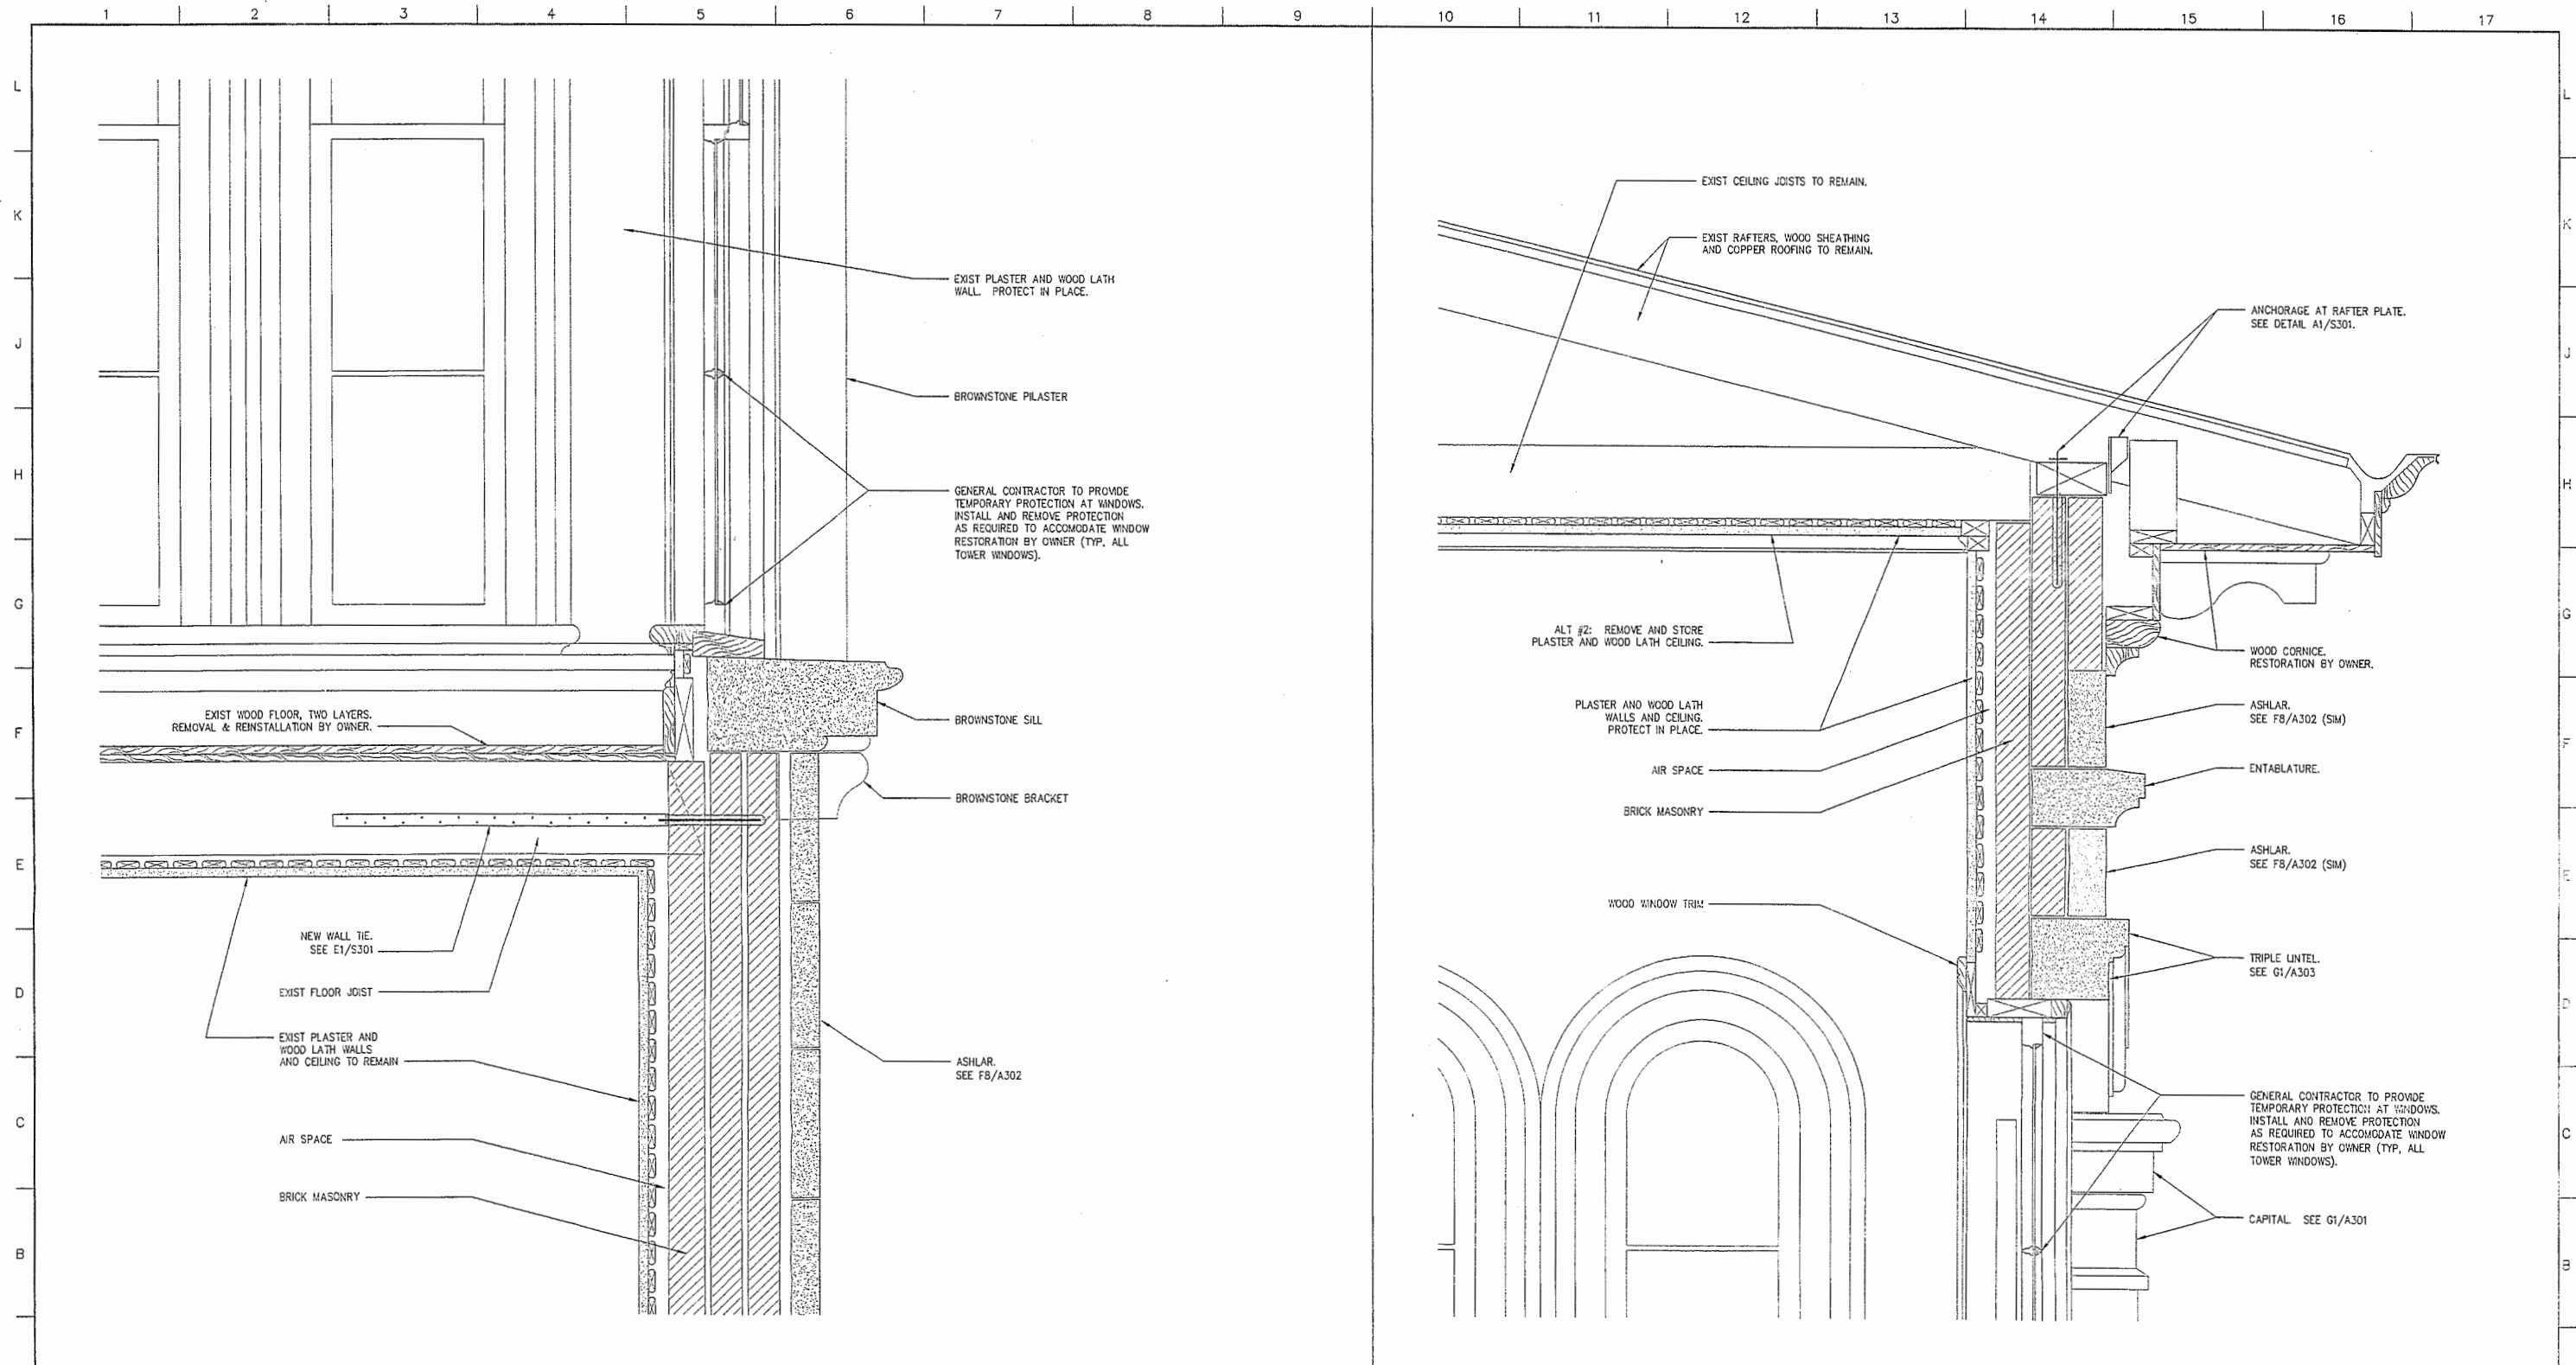 1 2 3 4 5 6 7 8 9 10 11 12 13 14 15 16 17
L
K
J
H
G
F
E
D
C
B
EXIST PLASTER AND WOOD LATH
WALL. PROTECT IN PLACE.
BROWNSTONE PILASTER
GENERAL CONTRACTOR TO PROVIDE
TEMPORARY PROTECTION AT WINDOWS.
INSTALL AND REMOVE PROTECTION
AS REQUIRED TO ACCOMODATE WINDOW
RESTORATION BY OWNER (TYP, ALL
TOWER WINDOWS).
EXIST WOOD FLOOR, TWO LAYERS.
REMOVAL & REINSTALLATION BY OWNER.
BROWNSTONE SILL
BROWNSTONE BRACKET
NEW WALL TIE.
SEE E1/S301
EXIST FLOOR JOIST
EXIST PLASTER AND
WOOD LATH WALLS
AND CEILING TO REMAIN
ASHLAR.
SEE F8/A302
AIR SPACE
BRICK MASONRY
EXIST CEILING JOISTS TO REMAIN.
EXIST RAFTERS, WOOD SHEATHING
AND COPPER ROOFING TO REMAIN.
ANCHORAGE AT RAFTER PLATE.
SEE DETAIL A1/S301.
ALT #2: REMOVE AND STORE
PLASTER AND WOOD LATH CEILING.
WOOD CORNICE.
RESTORATION BY OWNER.
PLASTER AND WOOD LATH
WALLS AND CEILING.
PROTECT IN PLACE.
ASHLAR.
SEE F8/A302 (SIM)
AIR SPACE
ENTABLATURE.
BRICK MASONRY
ASHLAR.
SEE F8/A302 (SIM)
WOOD WINDOW TRIM
TRIPLE LINTEL.
SEE G1/A303
GENERAL CONTRACTOR TO PROVIDE
TEMPORARY PROTECTION AT WINDOWS.
INSTALL AND REMOVE PROTECTION
AS REQUIRED TO ACCOMODATE WINDOW
RESTORATION BY OWNER (TYP, ALL
TOWER WINDOWS).
CAPITAL. SEE G1/A301
L
K
J
H
G
F
E
D
C
B